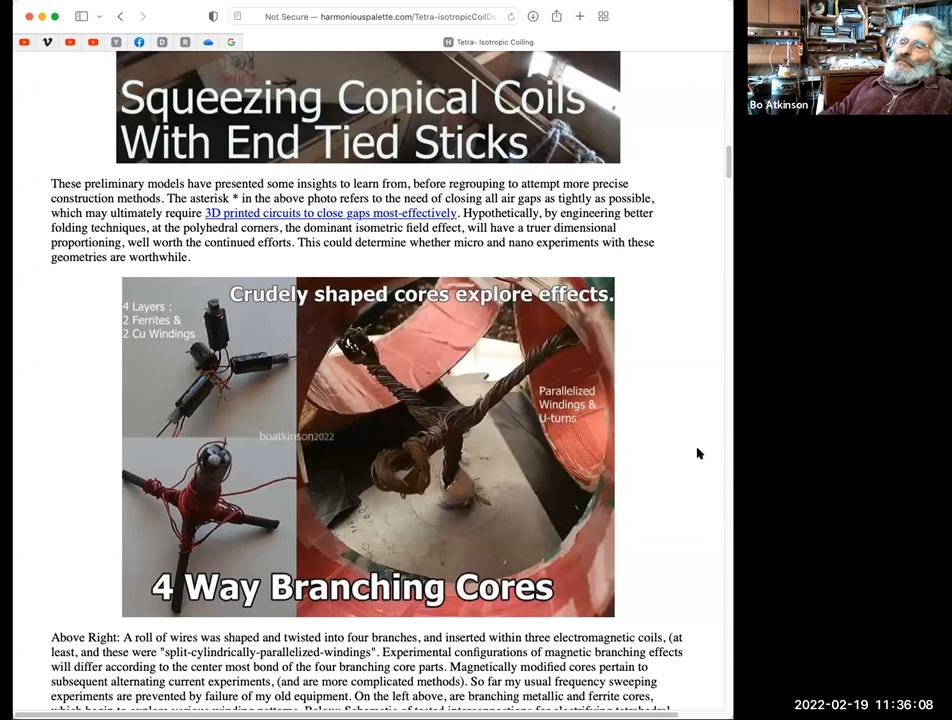 Not Secure — harmoniouspalette.com/Tetra-isotropicCoilDe
Tetra- Isotropic Coiling
Bo Atkinson
Squeezing Conical Coils
With End Tied Sticks
These preliminary models have presented some insights to learn from, before regrouping to attempt more precise
construction methods. The asterisk * in the above photo refers to the need of closing all air gaps as tightly as possible,
which may ultimately require 3D printed circuits to close gaps most-effectively. Hypothetically, by engineering better
folding techniques, at the polyhedral corners, the dominant isometric field effect, will have a truer dimensional
proportioning, well worth the continued efforts. This could determine whether micro and nano experiments with these
geometries are worthwhile.
Crudely shaped cores explore effects.
4 Layers :
2 Ferrites &
2 Cu Windings
Parallelized
Windings &
U-turns
boatkinson2022
4 Way Branching Cores
Above Right: A roll of wires was shaped and twisted into four branches, and inserted within three electromagnetic coils, (at
least, and these were "split-cylindrically-parallelized-windings". Experimental configurations of magnetic branching effects
will differ according to the center most bond of the four branching core parts. Magnetically modified cores pertain to
subsequent alternating current experiments, (and are more complicated methods). So far my usual frequency sweeping
experiments are prevented by failure of my old equipment. On the left above, are branching metallic and ferrite cores,
2022-02-19 11:36:08